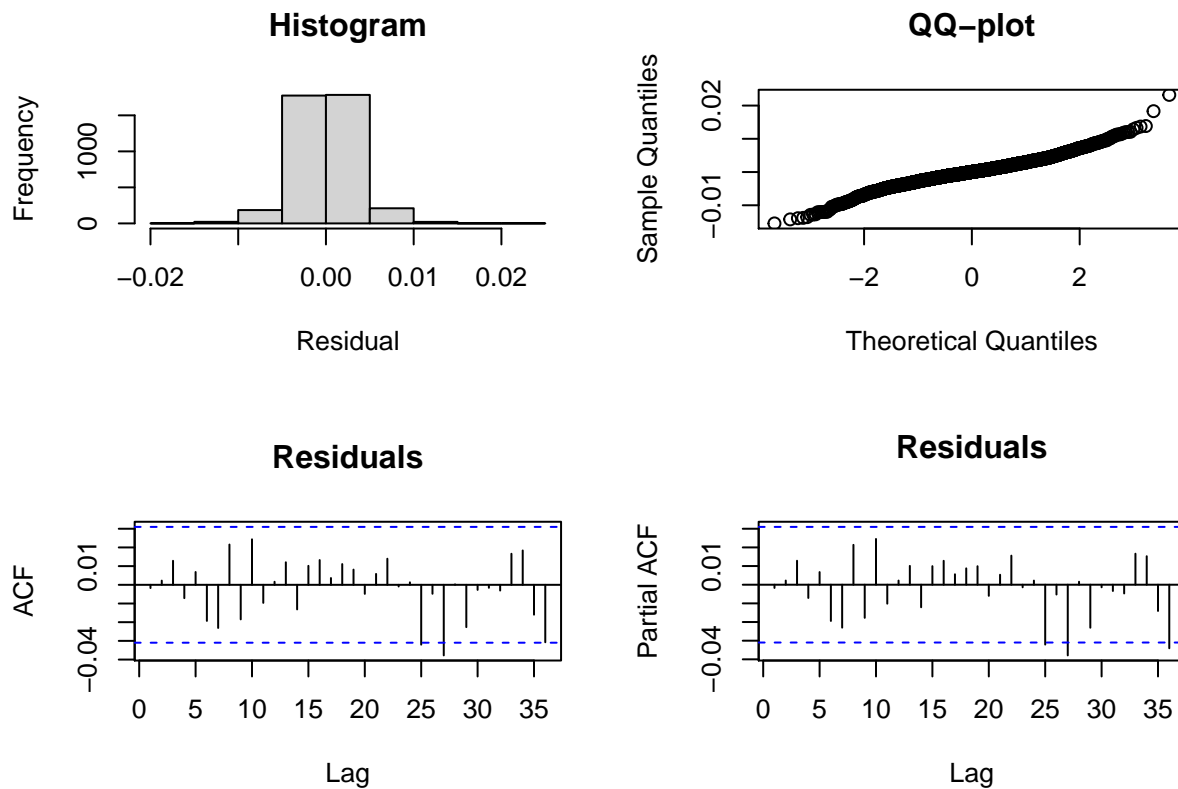 Histogram
Frequency
1000
0
−0.02
0.00
0.01
0.02
Residual
QQ−plot
Sample Quantiles
0.02
−0.01
−2
0
2
Theoretical Quantiles
Residuals
ACF
0.01
−0.04
0 5 10 15 20 25 30 35
Lag
Residuals
Partial ACF
0.01
−0.04
0 5 10 15 20 25 30 35
Lag